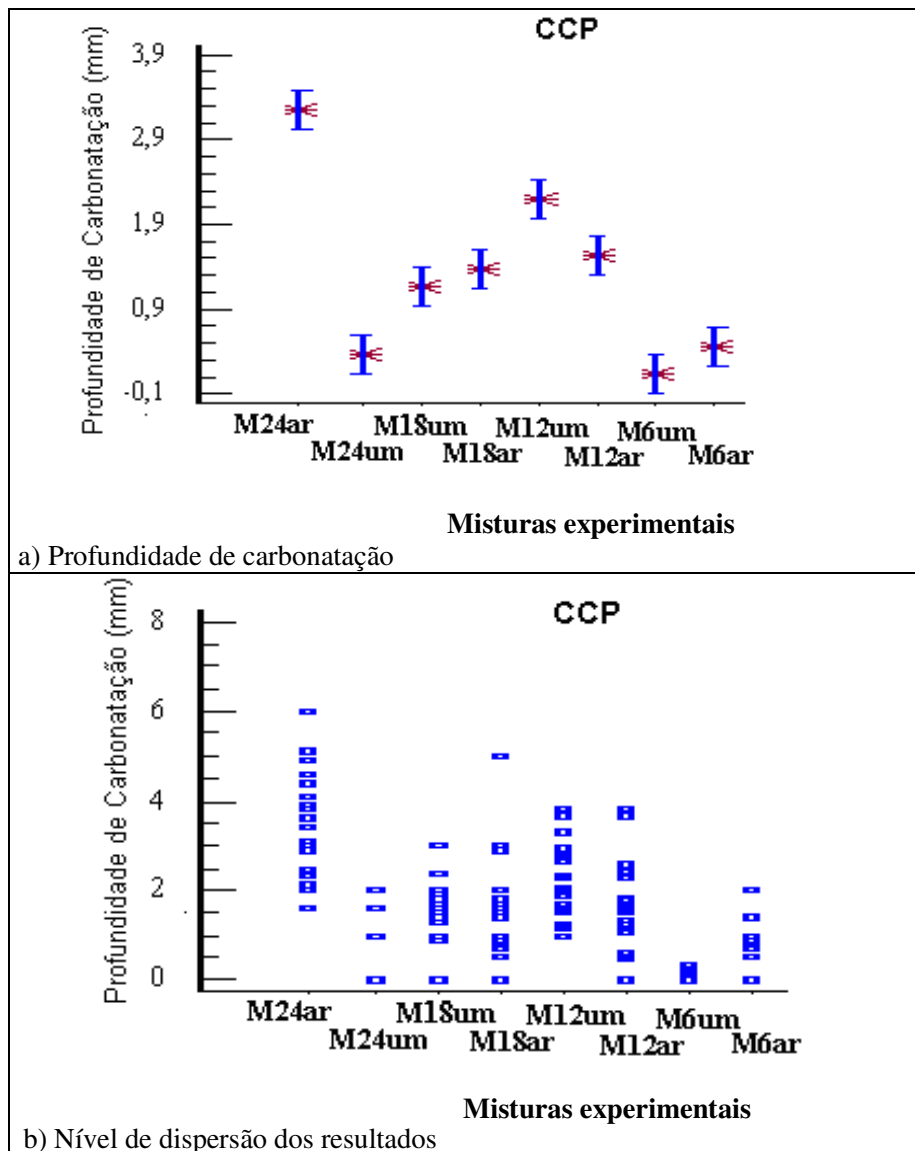 CCP
Profundidade de Carbonatação (mm)
3,9
2,9
1,9
0,9
-0,1
M24ar
M24um
M18um
M18ar
M12um
M12ar
M6um
M6ar
Misturas experimentais
a) Profundidade de carbonatação
CCP
Profundidade de Carbonatação (mm)
8
6
4
2
0
M24ar
M24um
M18um
M18ar
M12um
M12ar
M6um
M6ar
Misturas experimentais
b) Nível de dispersão dos resultados